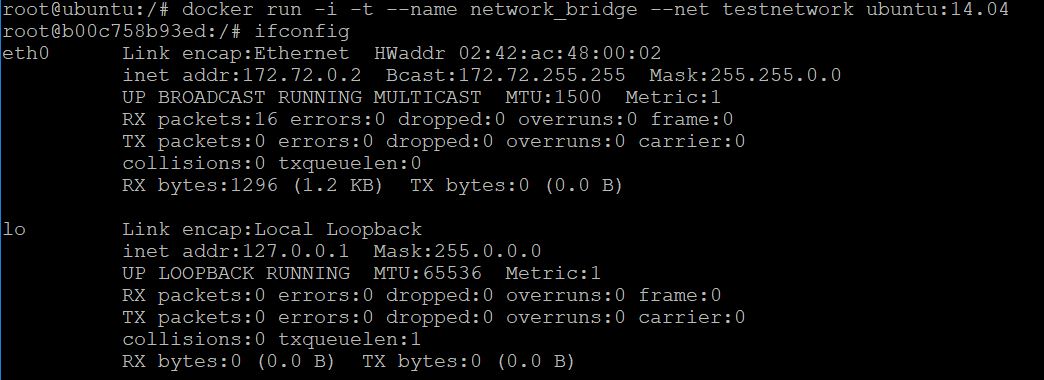 root@ubuntu:/# docker run -i -t --name network_bridge --net testnetwork ubuntu:14.04
root@b00c758b93ed:/# ifconfig
eth0      Link encap:Ethernet  HWaddr 02:42:ac:48:00:02
          inet addr:172.72.0.2  Bcast:172.72.255.255  Mask:255.255.0.0
          UP BROADCAST RUNNING MULTICAST  MTU:1500  Metric:1
          RX packets:16 errors:0 dropped:0 overruns:0 frame:0
          TX packets:0 errors:0 dropped:0 overruns:0 carrier:0
          collisions:0 txqueuelen:0
          RX bytes:1296 (1.2 KB)  TX bytes:0 (0.0 B)

lo        Link encap:Local Loopback
          inet addr:127.0.0.1  Mask:255.0.0.0
          UP LOOPBACK RUNNING  MTU:65536  Metric:1
          RX packets:0 errors:0 dropped:0 overruns:0 frame:0
          TX packets:0 errors:0 dropped:0 overruns:0 carrier:0
          collisions:0 txqueuelen:1
          RX bytes:0 (0.0 B)  TX bytes:0 (0.0 B)